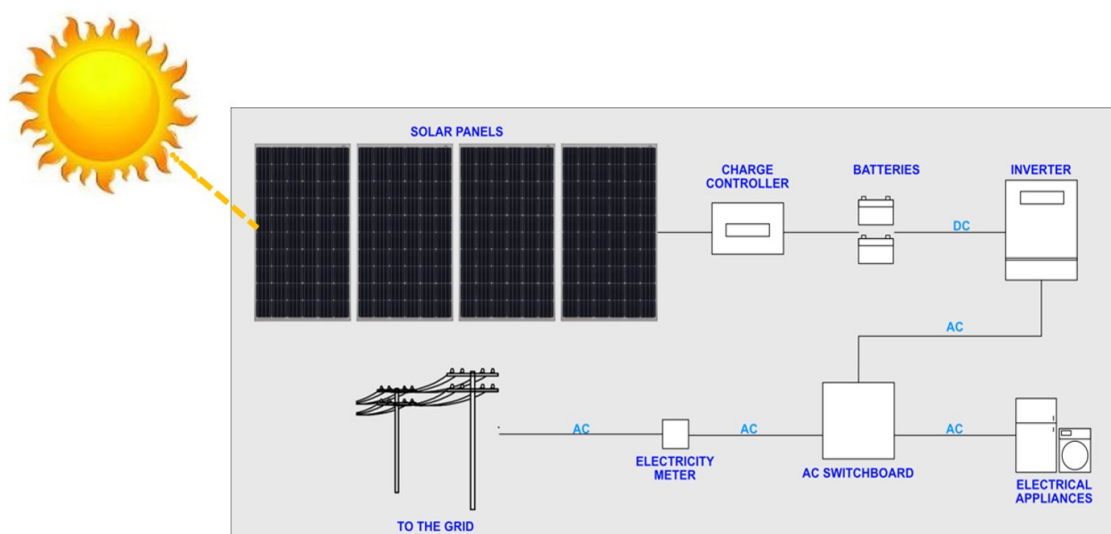 SOLAR PANELS
CHARGE
CONTROLLER
BATTERIES
INVERTER
DC
AC
AC
AC
AC
ELECTRICITY
METER
AC SWITCHBOARD
ELECTRICAL
APPLIANCES
TO THE GRID